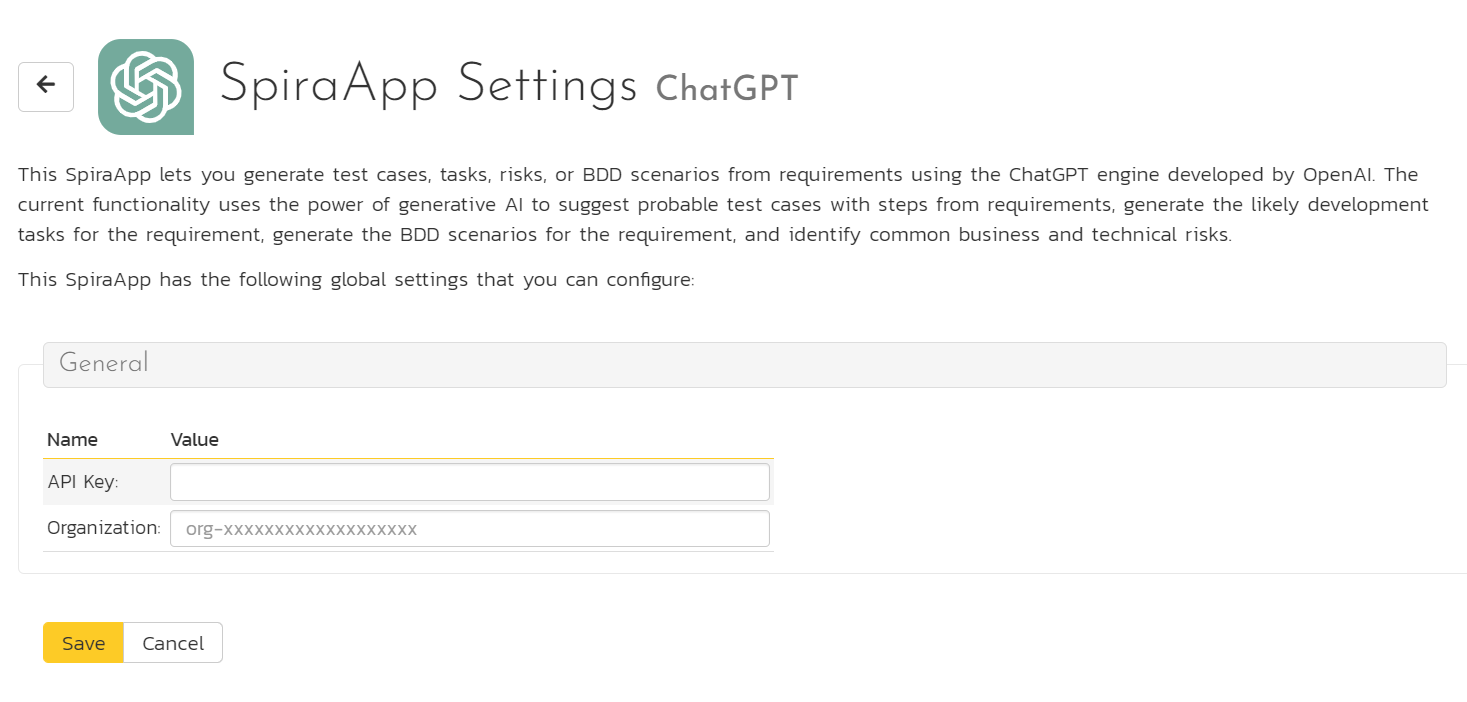 SpiraApp Settings ChatGPT
This SpiraApp lets you generate test cases, tasks, risks, or BDD scenarios from requirements using the ChatGPT engine developed by OpenAI. The
current functionality uses the power of generative AI to suggest probable test cases with steps from requirements, generate the likely development
tasks for the requirement, generate the BDD scenarios for the requirement, and identify common business and technical risks.
This SpiraApp has the following global settings that you can configure:
General
Name Value
API Key:
Organization: org-xxxxxxxxxxxxxxxxxxx
Save Cancel